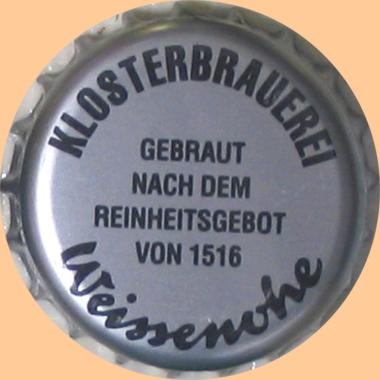 KLOSTERBRAUEREI
GEBRAUT
NACH DEM
REINHEITSGEBOT
VON 1516
Weissenohe